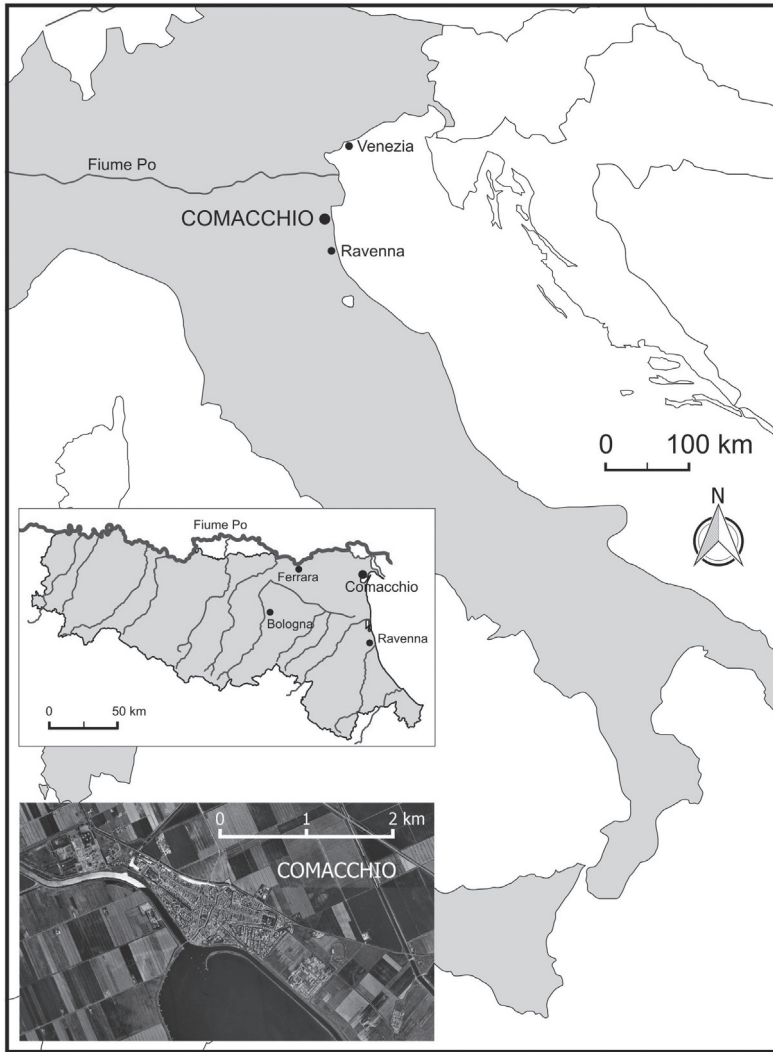 Venezia
Fiume Po
COMACCHIO
Ravenna
0 100 km
N
Fiume Po
Ferrara
Comacchio
Bologna
Ravenna
0 50 km
0 1 2 km
COMACCHIO